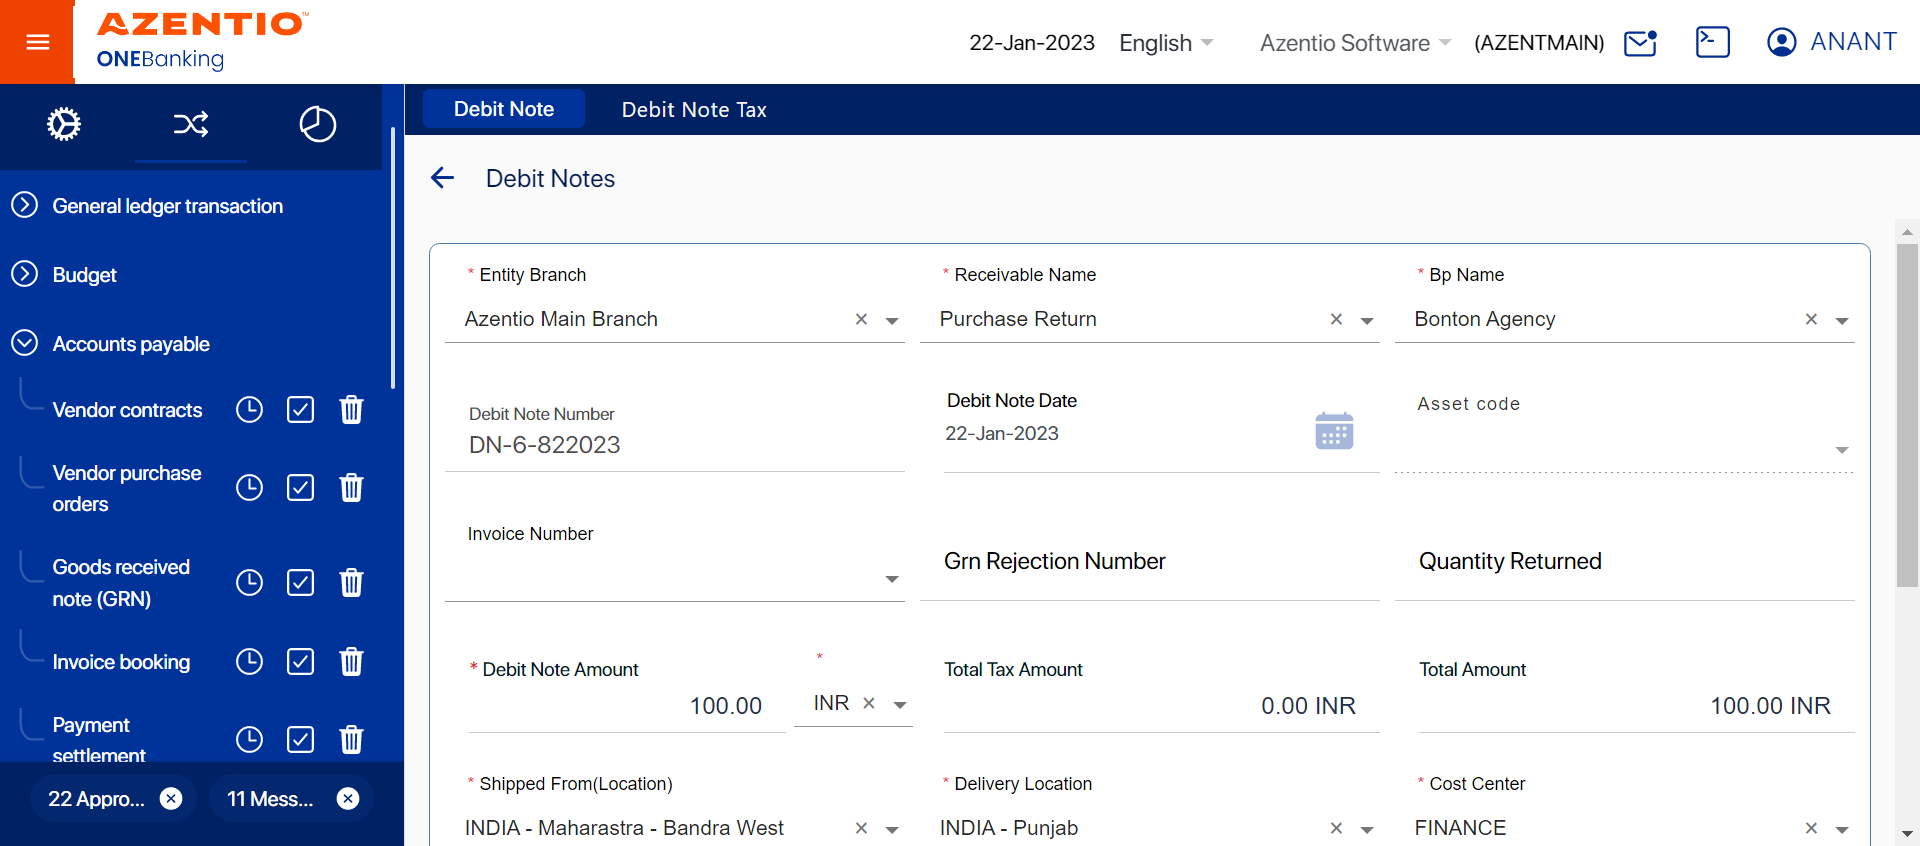 AZENTIO™
ONEBanking
22-Jan-2023 English Azentio Software (AZENTMAIN) ANANT
Debit Note Debit Note Tax
Debit Notes
General ledger transaction
Budget
Accounts payable
Vendor contracts
Vendor purchase
orders
Goods received
note (GRN)
Invoice booking
Payment
settlement
22 Appro...
11 Mess...
* Entity Branch * Receivable Name * Bp Name
Azentio Main Branch Purchase Return Bonton Agency
Debit Note Number Debit Note Date Asset code
DN-6-822023 22-Jan-2023
Invoice Number
Grn Rejection Number Quantity Returned
* Debit Note Amount * Total Tax Amount Total Amount
100.00 INR 0.00 INR 100.00 INR
* Shipped From(Location) * Delivery Location * Cost Center
INDIA - Maharastra - Bandra West INDIA - Punjab FINANCE